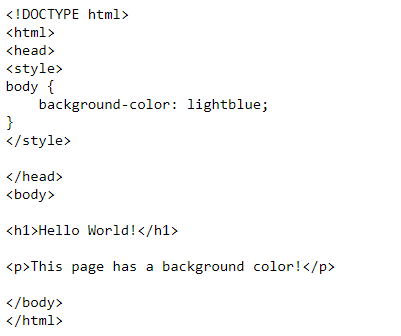 <!DOCTYPE html>
<html>
<head>
<style>
body {
    background-color: lightblue;
}
</style>

</head>
<body>

<h1>Hello World!</h1>

<p>This page has a background color!</p>

</body>
</html>